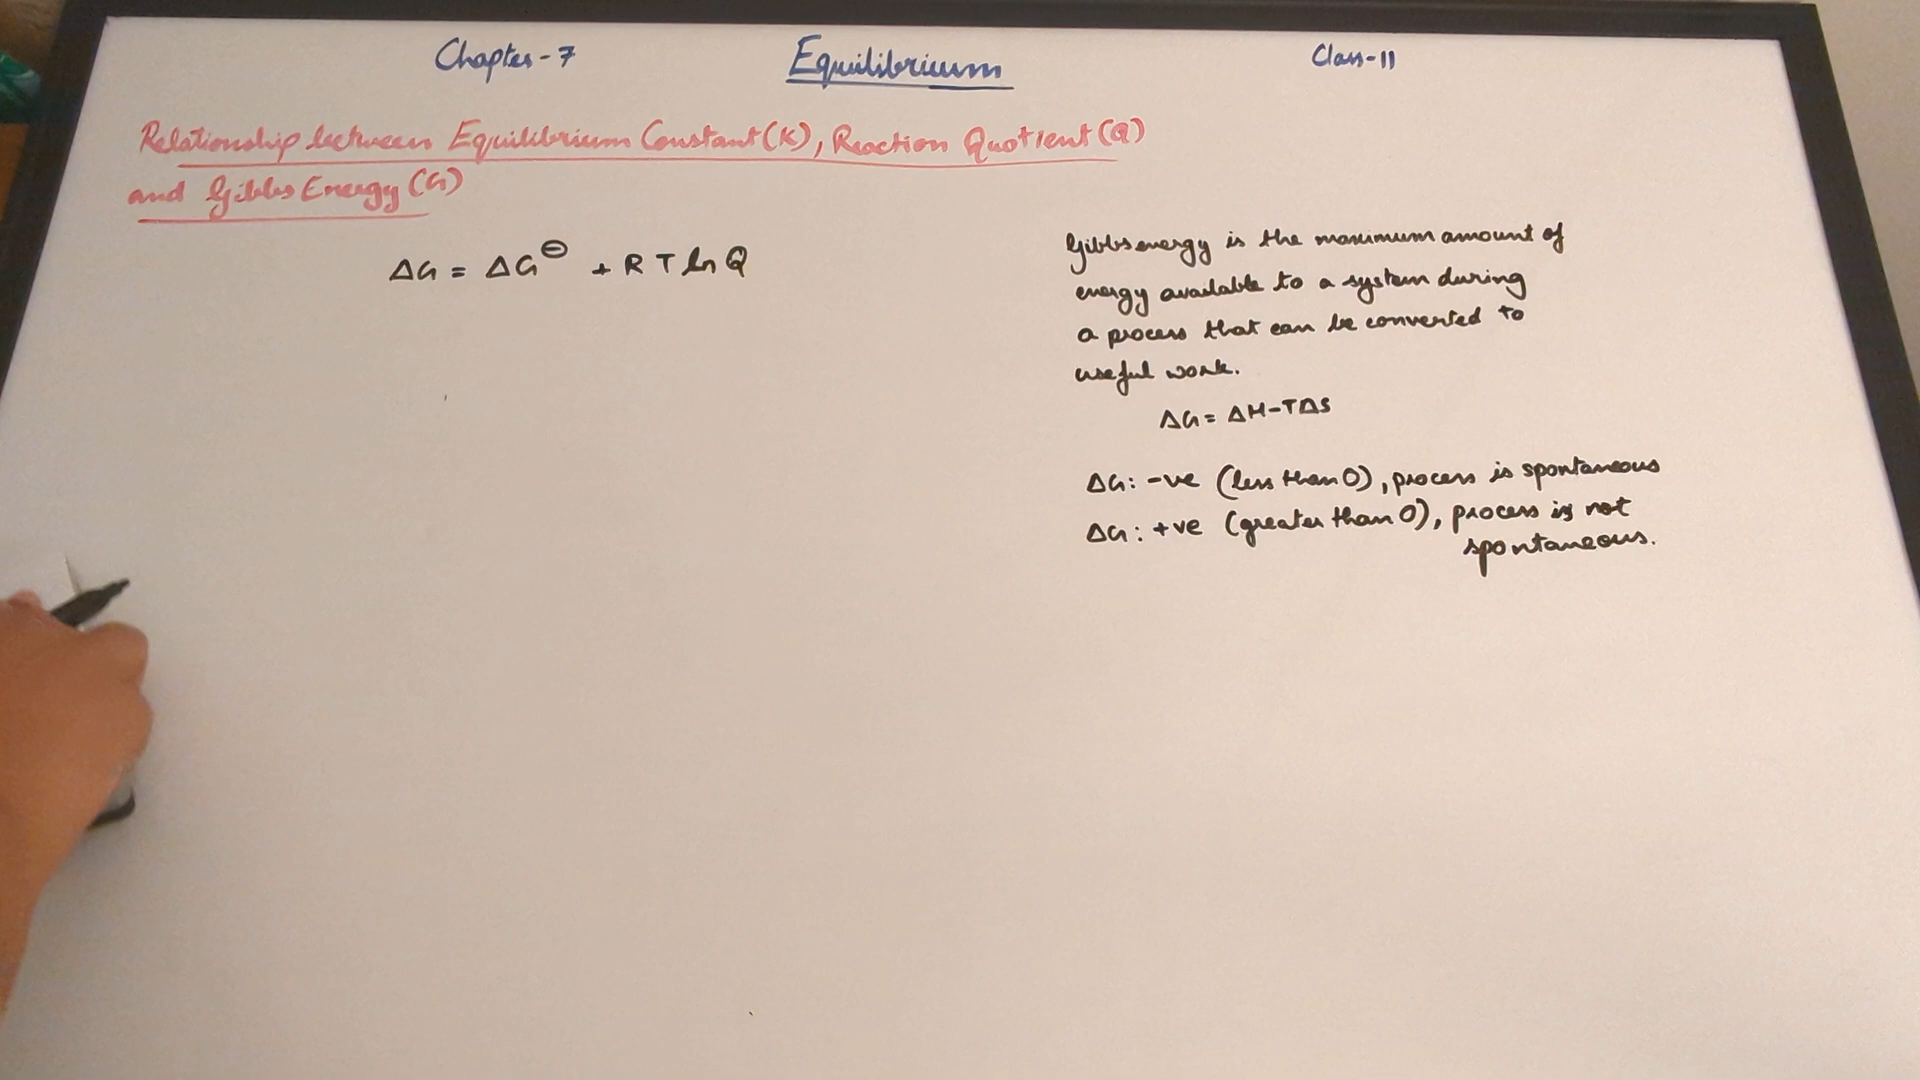 Chapter-7
Equilibrium
Class-11
Relationship between Equilibrium Constant(K), Reaction Quotient(Q)
and Gibbs Energy(G)
ΔG = ΔG⊖ + RT ln Q
Gibbs energy is the maximum amount of
energy available to a system during
a process that can be converted to
useful work.
ΔG = ΔH-TΔS
ΔG: -ve (less than 0), process is spontaneous
ΔG: +ve (greater than 0), process is not
spontaneous.